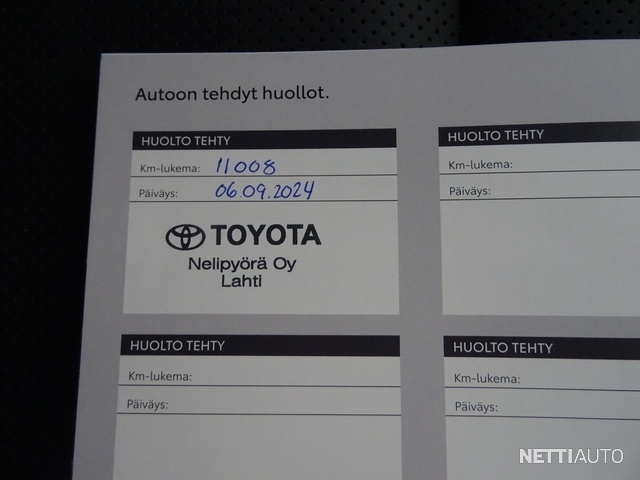 Autoon tehdyt huollot.
HUOLTO TEHTY
Km-lukema: 11008
Päiväys: 06.09.2024
TOYOTA
Nelipyörä Oy
Lahti
HUOLTO TEHTY
Km-lukema:
Päiväys:
HUOLTO TEHTY
Km-lukema:
Päiväys:
HUOLTO TEHTY
Km-lukema:
Päiväys:
NETTIAUTO